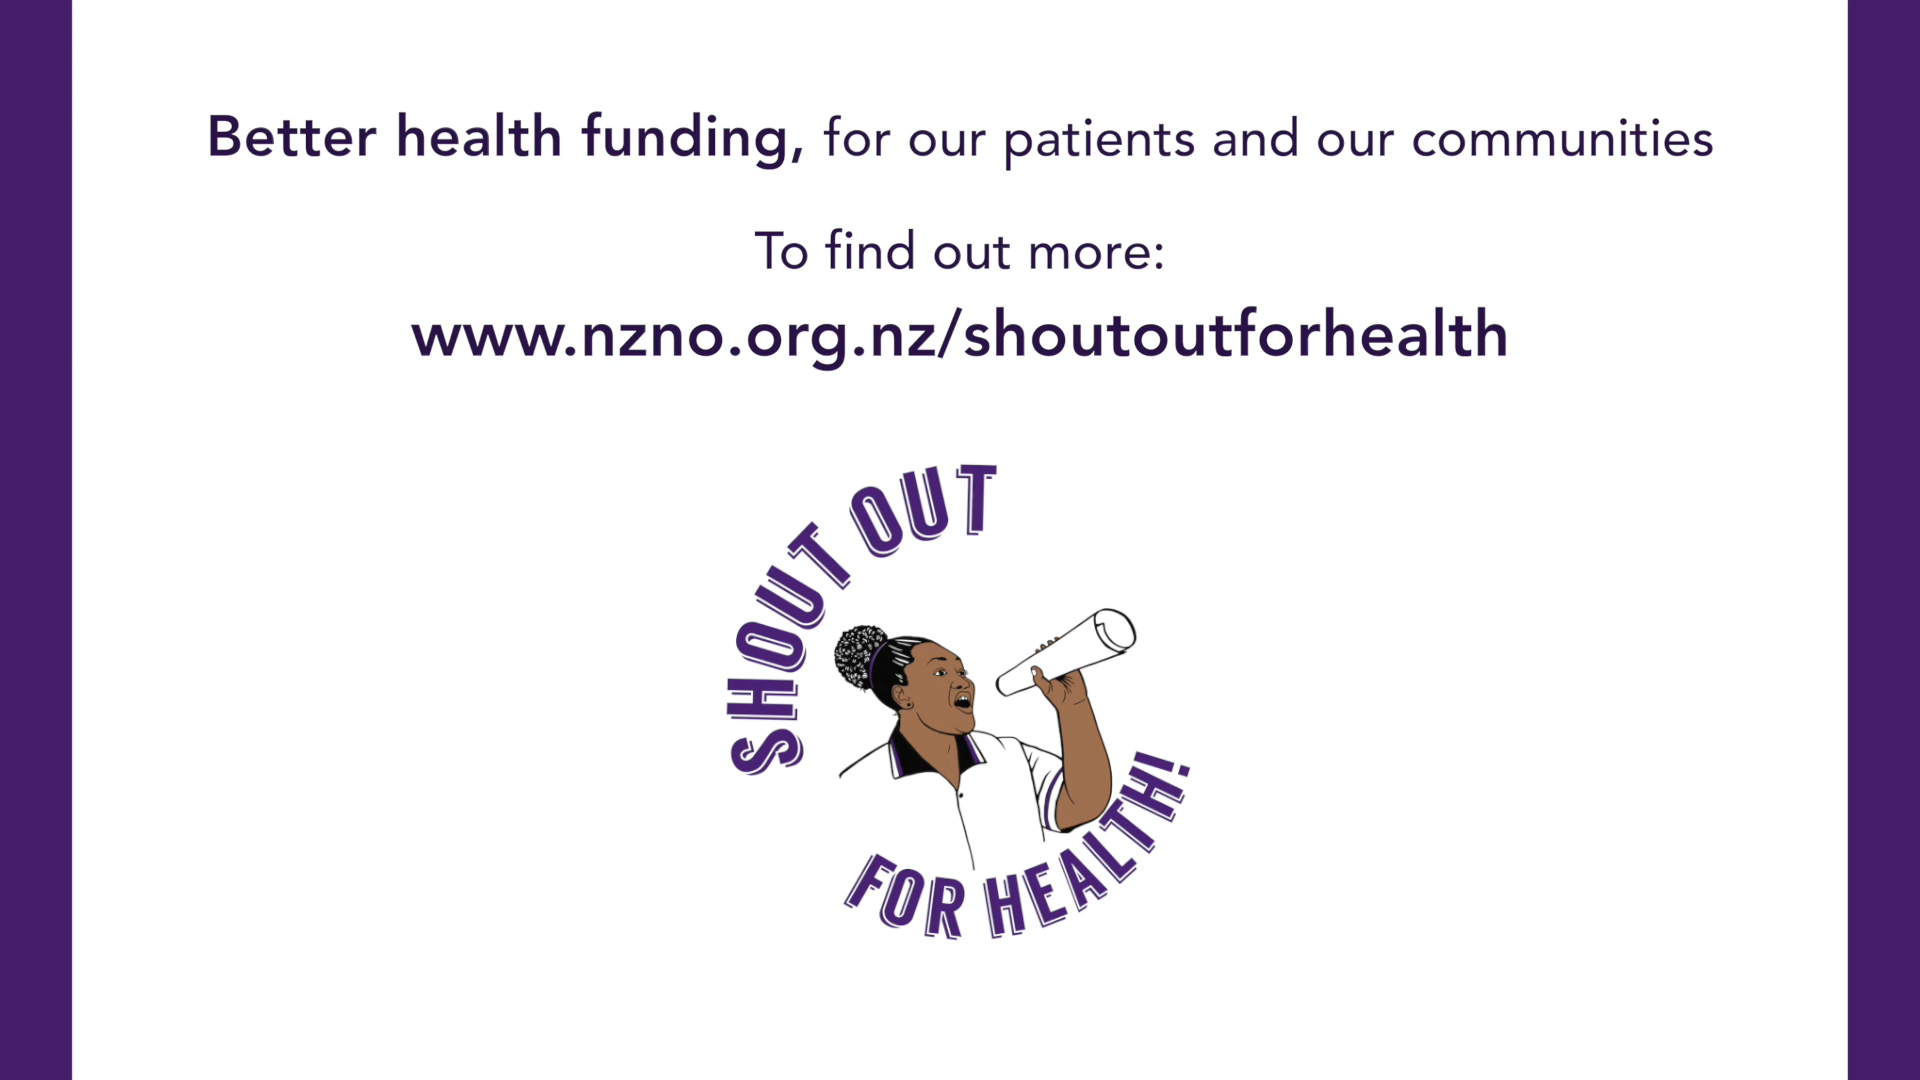 Better health funding, for our patients and our communities
To find out more:
www.nzno.org.nz/shoutoutforhealth
SHOUT OUT
FOR HEALTH!